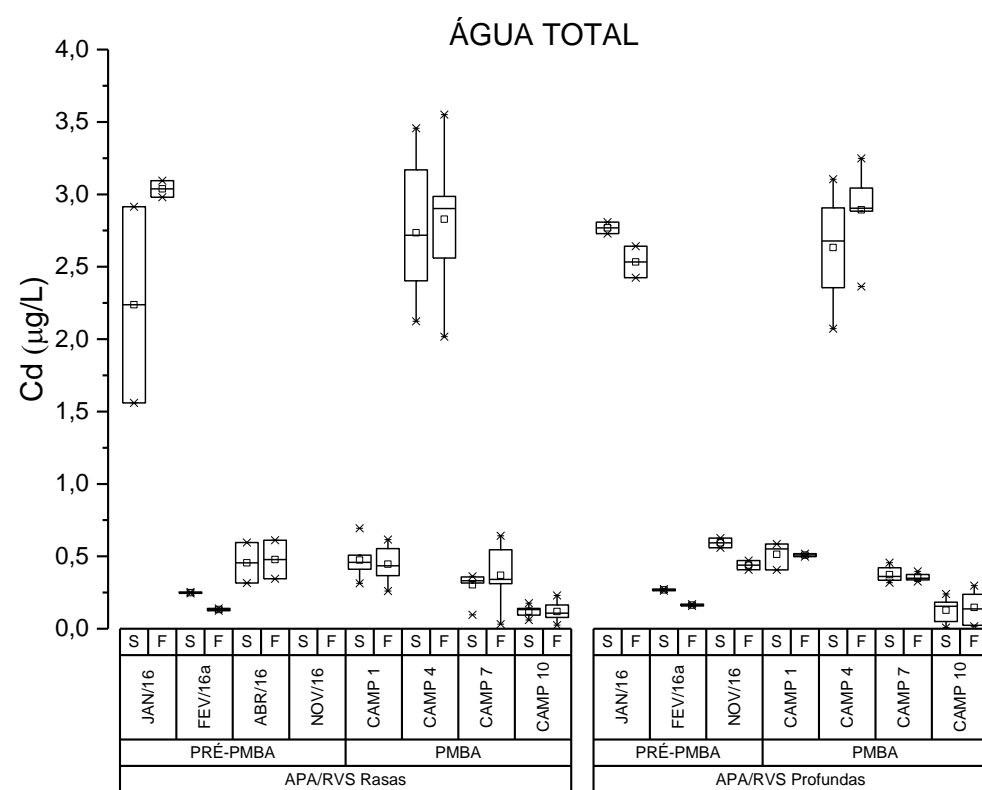 ÁGUA TOTAL
4,0
3,5
3,0
2,5
2,0
1,5
1,0
0,5
0,0
Cd (µg/L)
S F S F S F S F S F S F S F S F S F S F S F S F S F S F S F
JAN/16 FEV/16a ABR/16 NOV/16 CAMP 1 CAMP 4 CAMP 7 CAMP 10 JAN/16 FEV/16a NOV/16 CAMP 1 CAMP 4 CAMP 7 CAMP 10
PRÉ-PMBA PMBA PRÉ-PMBA PMBA
APA/RVS Rasas APA/RVS Profundas